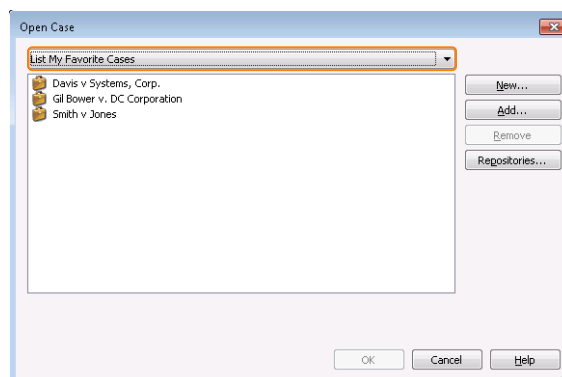 Open Case
List My Favorite Cases
Davis v Systems, Corp.
Gil Bower v. DC Corporation
Smith v Jones
New...
Add...
Remove
Repositories...
OK
Cancel
Help